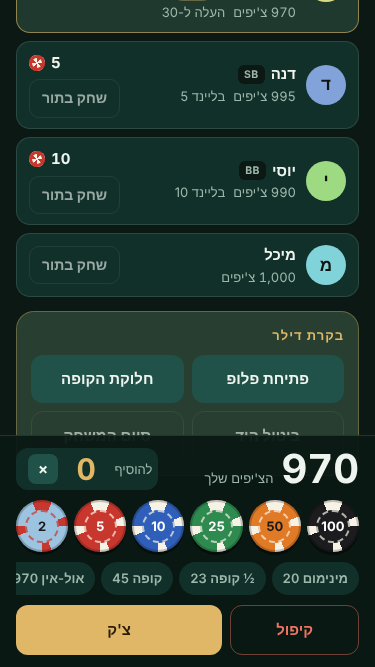 970 צ'יפים העלה ל-30
ד
דנה SB
995 צ'יפים בליינד 5
5
שחק בתור
י
יוסי BB
990 צ'יפים בליינד 10
10
שחק בתור
מ
מיכל
1,000 צ'יפים
שחק בתור
בקרת דילר
פתיחת פלופ
חלוקת הקופה
970 הצ'יפים שלך
להוסיף 0 ×
100 50 25 10 5 2
מינימום 20
½ קופה 23
קופה 45
אול-אין 970
קיפול
צ'ק